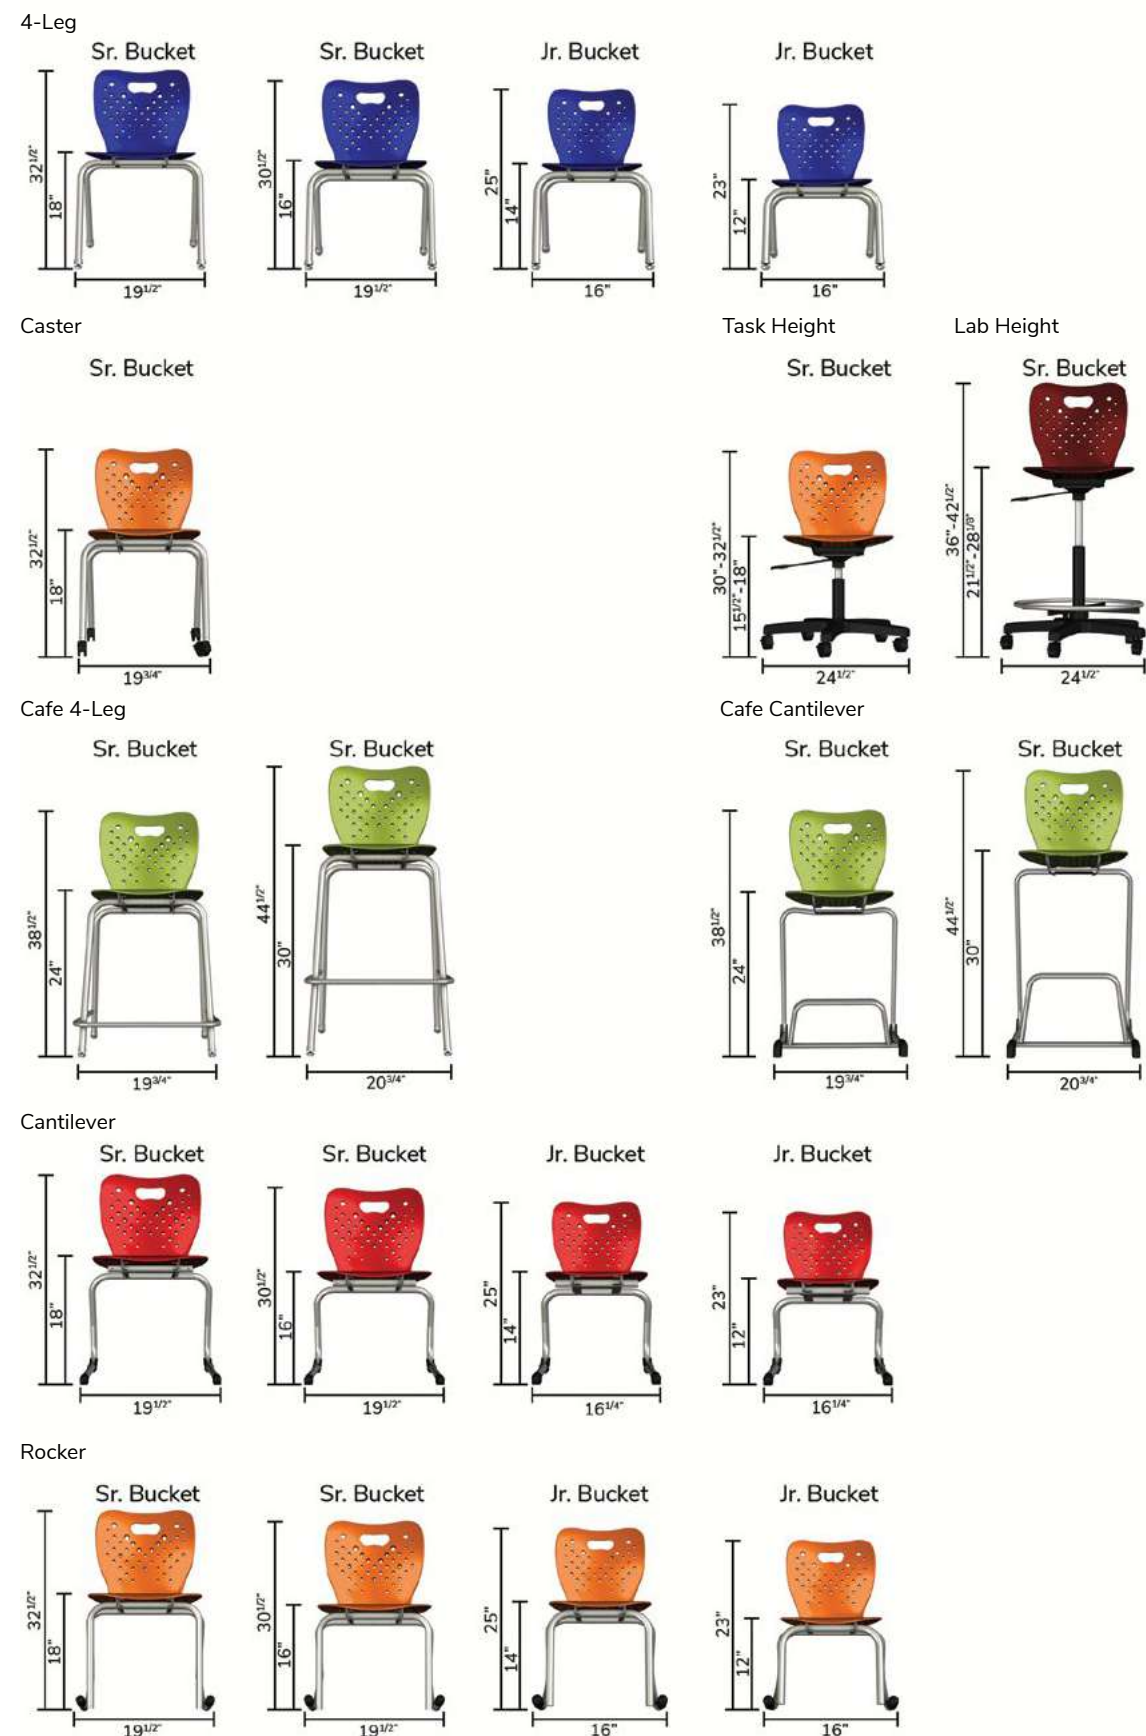 4-Leg
Sr. Bucket Sr. Bucket Jr. Bucket Jr. Bucket
32 1/2" 18" 30 1/2" 16" 25" 14" 23" 12"
19 1/2" 19 1/2" 16" 16"
Caster Task Height Lab Height
Sr. Bucket Sr. Bucket Sr. Bucket
32 1/2" 18" 30"-32 1/2" 15 1/2"-18" 36"-42 1/2" 21 1/2"-28 1/8"
19 3/4" 24 1/2" 24 1/2"
Cafe 4-Leg Cafe Cantilever
Sr. Bucket Sr. Bucket Sr. Bucket Sr. Bucket
38 1/2" 24" 44 1/2" 30" 38 1/2" 24" 44 1/2" 30"
19 3/4" 20 3/4" 19 3/4" 20 3/4"
Cantilever
Sr. Bucket Sr. Bucket Jr. Bucket Jr. Bucket
32 1/2" 18" 30 1/2" 16" 25" 14" 23" 12"
19 1/2" 19 1/2" 16 1/4" 16 1/4"
Rocker
Sr. Bucket Sr. Bucket Jr. Bucket Jr. Bucket
32 1/2" 18" 30 1/2" 16" 25" 14" 23" 12"
19 1/2" 19 1/2" 16" 16"